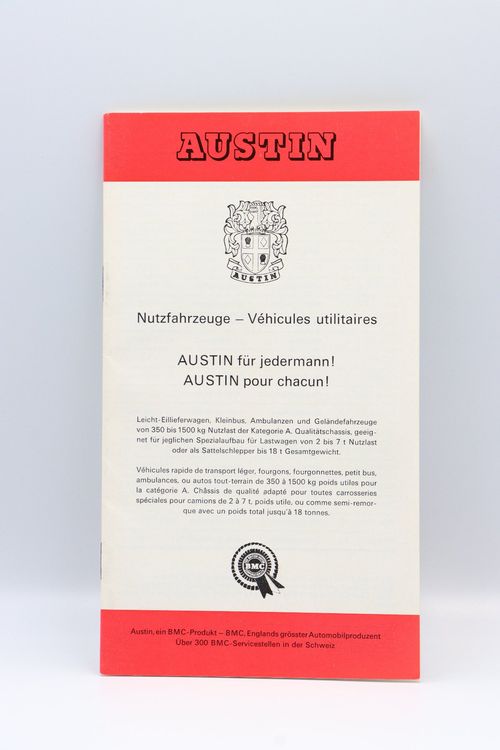 AUSTIN
AUSTIN
Nutzfahrzeuge – Véhicules utilitaires
AUSTIN für jedermann!
AUSTIN pour chacun!
Leicht-Eillieferwagen, Kleinbus, Ambulanzen und Geländefahrzeuge
von 350 bis 1500 kg Nutzlast der Kategorie A. Qualitätschassis, geeig-
net für jeglichen Spezialaufbau für Lastwagen von 2 bis 7 t Nutzlast
oder als Sattelschlepper bis 18 t Gesamtgewicht.
Véhicules rapide de transport léger, fourgons, fourgonnettes, petit bus,
ambulances, ou autos tout-terrain de 350 à 1500 kg poids utiles pour
la catégorie A. Châssis de qualité adapté pour toutes carrosseries
spéciales pour camions de 2 à 7 t, poids utile, ou comme semi-remor-
que avec un poids total jusqu'à 18 tonnes.
BMC
Austin, ein BMC-Produkt – BMC, Englands grösster Automobilproduzent
Über 300 BMC-Servicestellen in der Schweiz